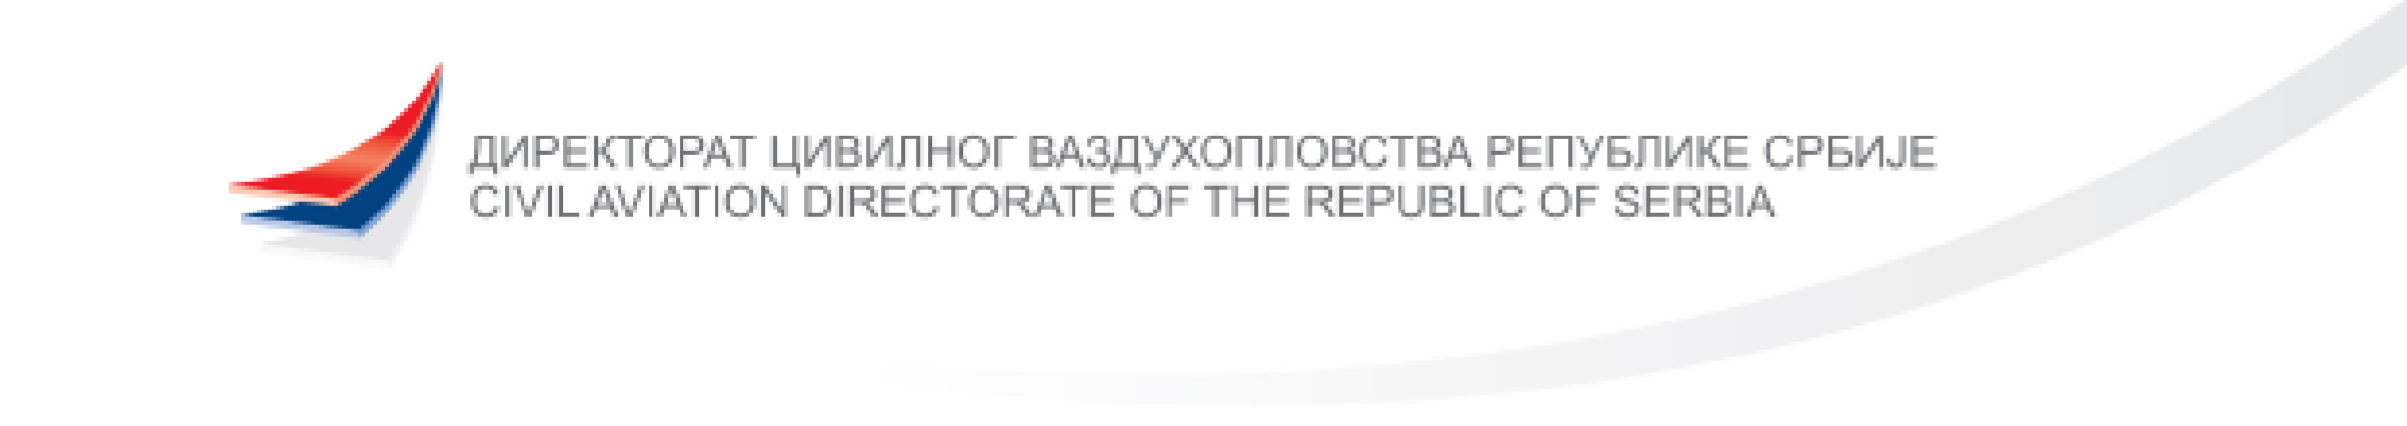 ДИРЕКТОРАТ ЦИВИЛНОГ ВАЗДУХОПЛОВСТВА РЕПУБЛИКЕ СРБИЈЕ
CIVIL AVIATION DIRECTORATE OF THE REPUBLIC OF SERBIA